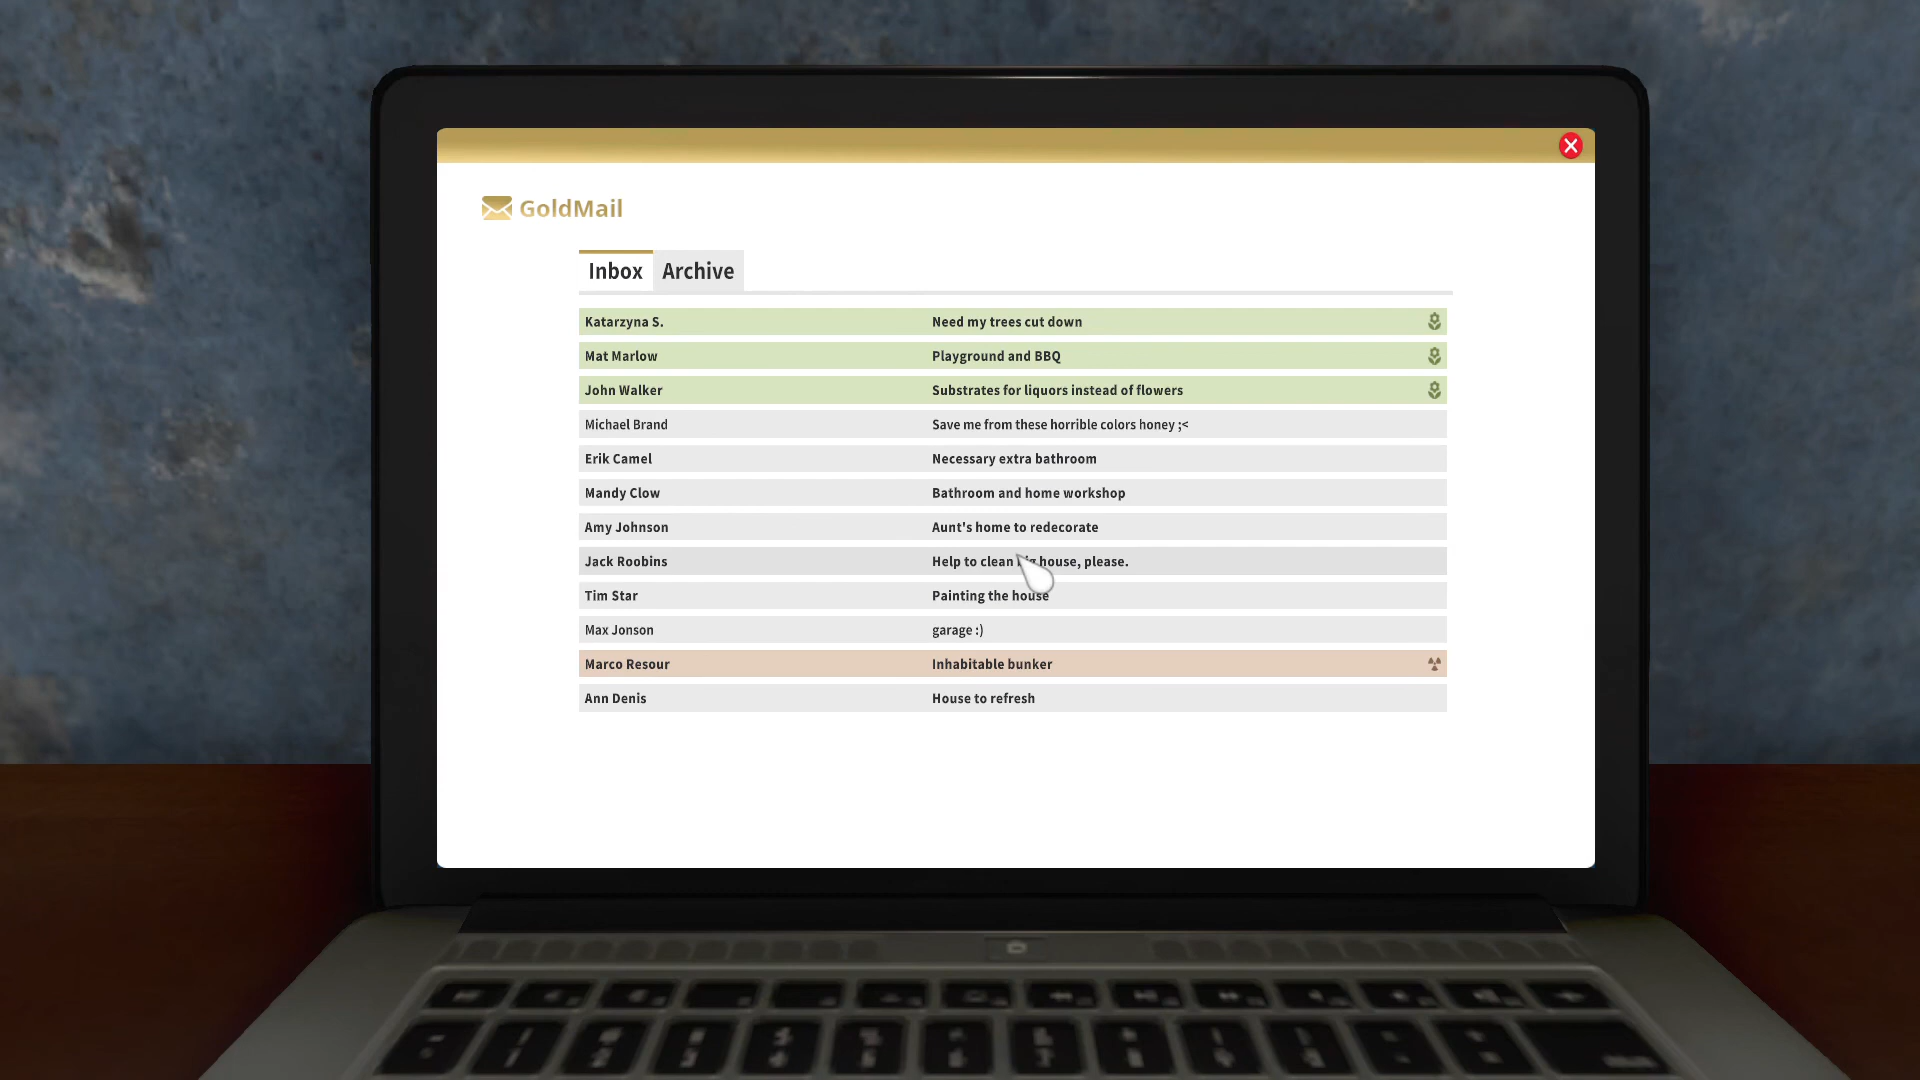 GoldMail
Inbox Archive
Katarzyna S. Need my trees cut down
Mat Marlow Playground and BBQ
John Walker Substrates for liquors instead of flowers
Michael Brand Save me from these horrible colors honey ;<
Erik Camel Necessary extra bathroom
Mandy Clow Bathroom and home workshop
Amy Johnson Aunt's home to redecorate
Jack Roobins Help to clean house, please.
Tim Star Painting the house
Max Jonson garage :)
Marco Resour Inhabitable bunker
Ann Denis House to refresh